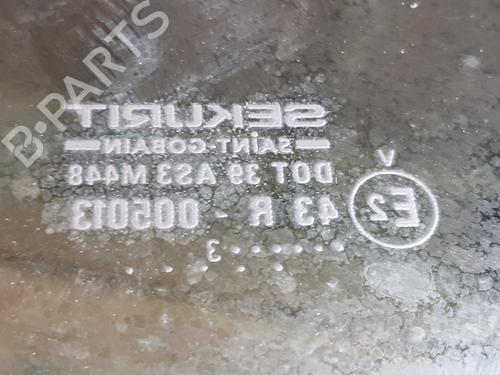 B-PARTS
SEKURIT
SAINT-GOBAIN
V
DOT 39 AS3 M448
E2
43 R - 005013
..3.....